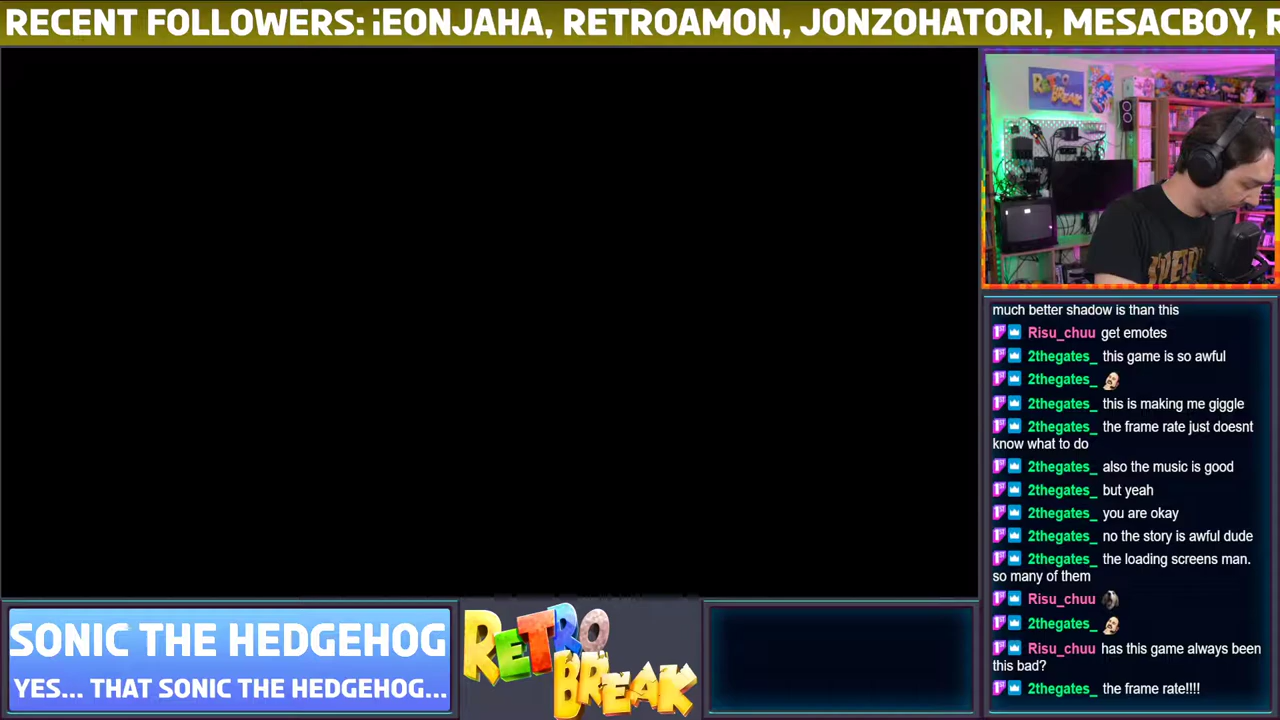 RECENT FOLLOWERS: iEONJAHA, RETROAMON, JONZOHATORI, MESACBOY, R
RETRO
BREAK
much better shadow is than this
Risu_chuu get emotes
2thegates_ this game is so awful
2thegates_
2thegates_ this is making me giggle
2thegates_ the frame rate just doesnt
know what to do
2thegates_ also the music is good
2thegates_ but yeah
2thegates_ you are okay
2thegates_ no the story is awful dude
2thegates_ the loading screens man.
so many of them
Risu_chuu
2thegates_
Risu_chuu has this game always been
this bad?
2thegates_ the frame rate!!!!
SONIC THE HEDGEHOG
YES... THAT SONIC THE HEDGEHOG...
RETRO
BREAK